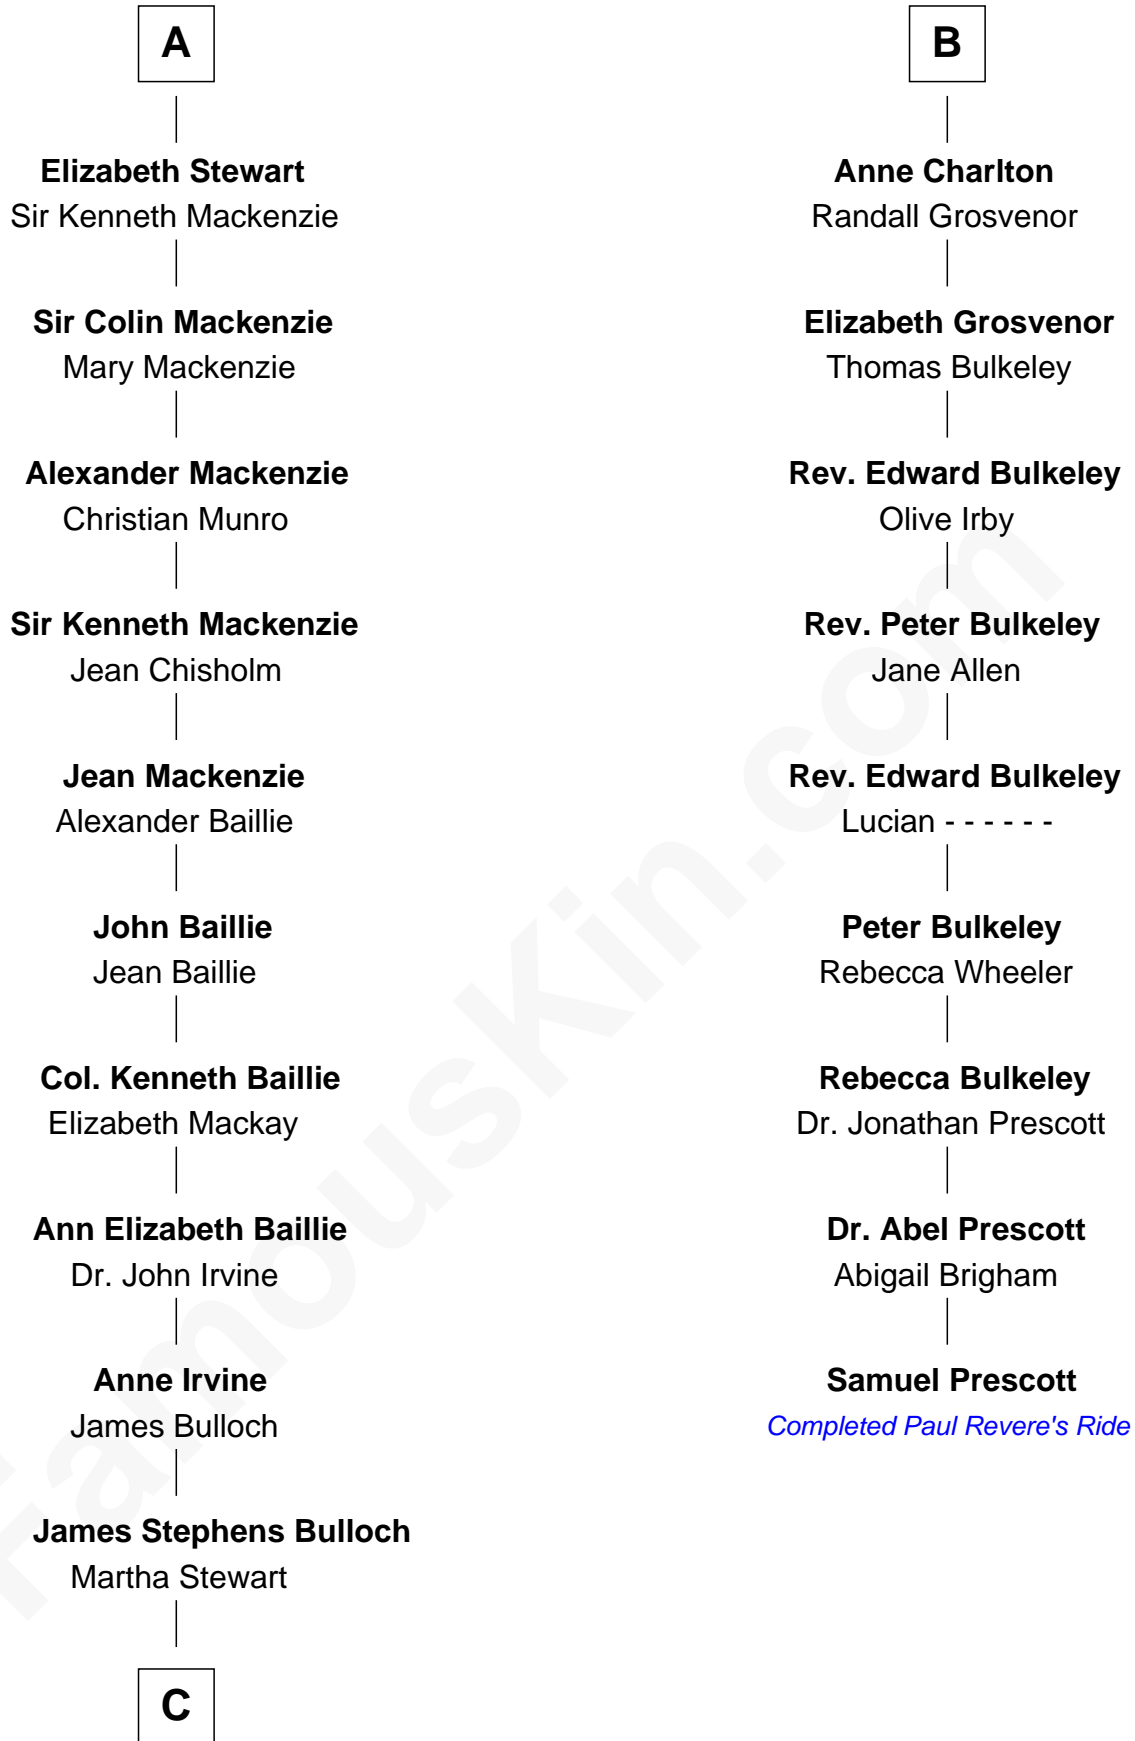 A
Elizabeth Stewart
Sir Kenneth Mackenzie
Sir Colin Mackenzie
Mary Mackenzie
Alexander Mackenzie
Christian Munro
Sir Kenneth Mackenzie
Jean Chisholm
Jean Mackenzie
Alexander Baillie
John Baillie
Jean Baillie
Col. Kenneth Baillie
Elizabeth Mackay
Ann Elizabeth Baillie
Dr. John Irvine
Anne Irvine
James Bulloch
James Stephens Bulloch
Martha Stewart
C
B
Anne Charlton
Randall Grosvenor
Elizabeth Grosvenor
Thomas Bulkeley
Rev. Edward Bulkeley
Olive Irby
Rev. Peter Bulkeley
Jane Allen
Rev. Edward Bulkeley
Lucian - - - - - -
Peter Bulkeley
Rebecca Wheeler
Rebecca Bulkeley
Dr. Jonathan Prescott
Dr. Abel Prescott
Abigail Brigham
Samuel Prescott
Completed Paul Revere's Ride
FamousKin.com